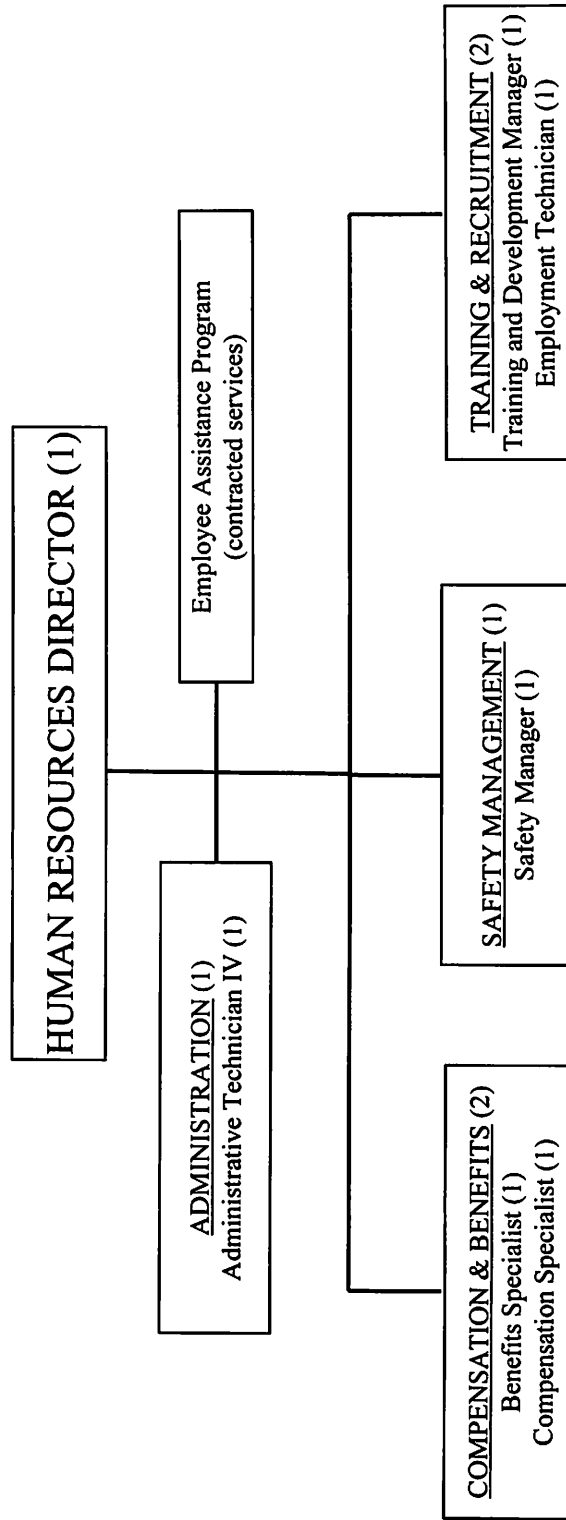 HUMAN RESOURCES DIRECTOR (1)
ADMINISTRATION (1)
Administrative Technician IV (1)
Employee Assistance Program
(contracted services)
COMPENSATION & BENEFITS (2)
Benefits Specialist (1)
Compensation Specialist (1)
SAFETY MANAGEMENT (1)
Safety Manager (1)
TRAINING & RECRUITMENT (2)
Training and Development Manager (1)
Employment Technician (1)